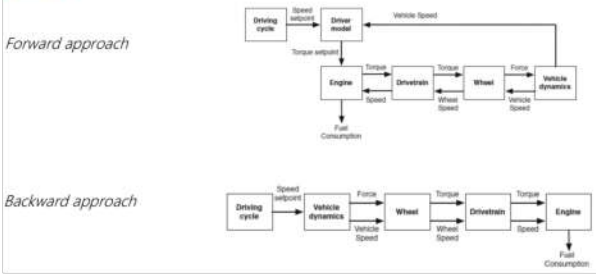 Forward approach
Driving
cycle
Speed
setpoint
Driver
model
Vehicle Speed
Torque setpoint
Engine
Torque
Speed
Drivetrain
Torque
Wheel
Speed
Wheel
Force
Vehicle
Speed
Vehicle
dynamics
Fuel
Consumption
Backward approach
Driving
cycle
Speed
setpoint
Vehicle
dynamics
Force
Vehicle
Speed
Wheel
Torque
Wheel
Speed
Drivetrain
Torque
Speed
Engine
Fuel
Consumption